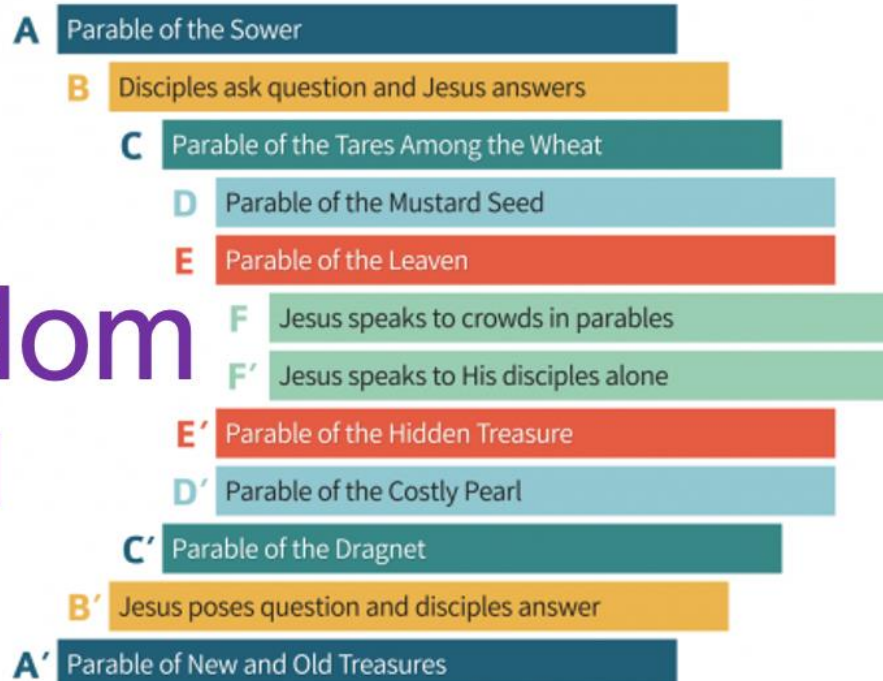 A Parable of the Sower
B Disciples ask question and Jesus answers
C Parable of the Tares Among the Wheat
D Parable of the Mustard Seed
E Parable of the Leaven
F Jesus speaks to crowds in parables
dom
F′ Jesus speaks to His disciples alone
E′ Parable of the Hidden Treasure
D′ Parable of the Costly Pearl
C′ Parable of the Dragnet
B′ Jesus poses question and disciples answer
A′ Parable of New and Old Treasures